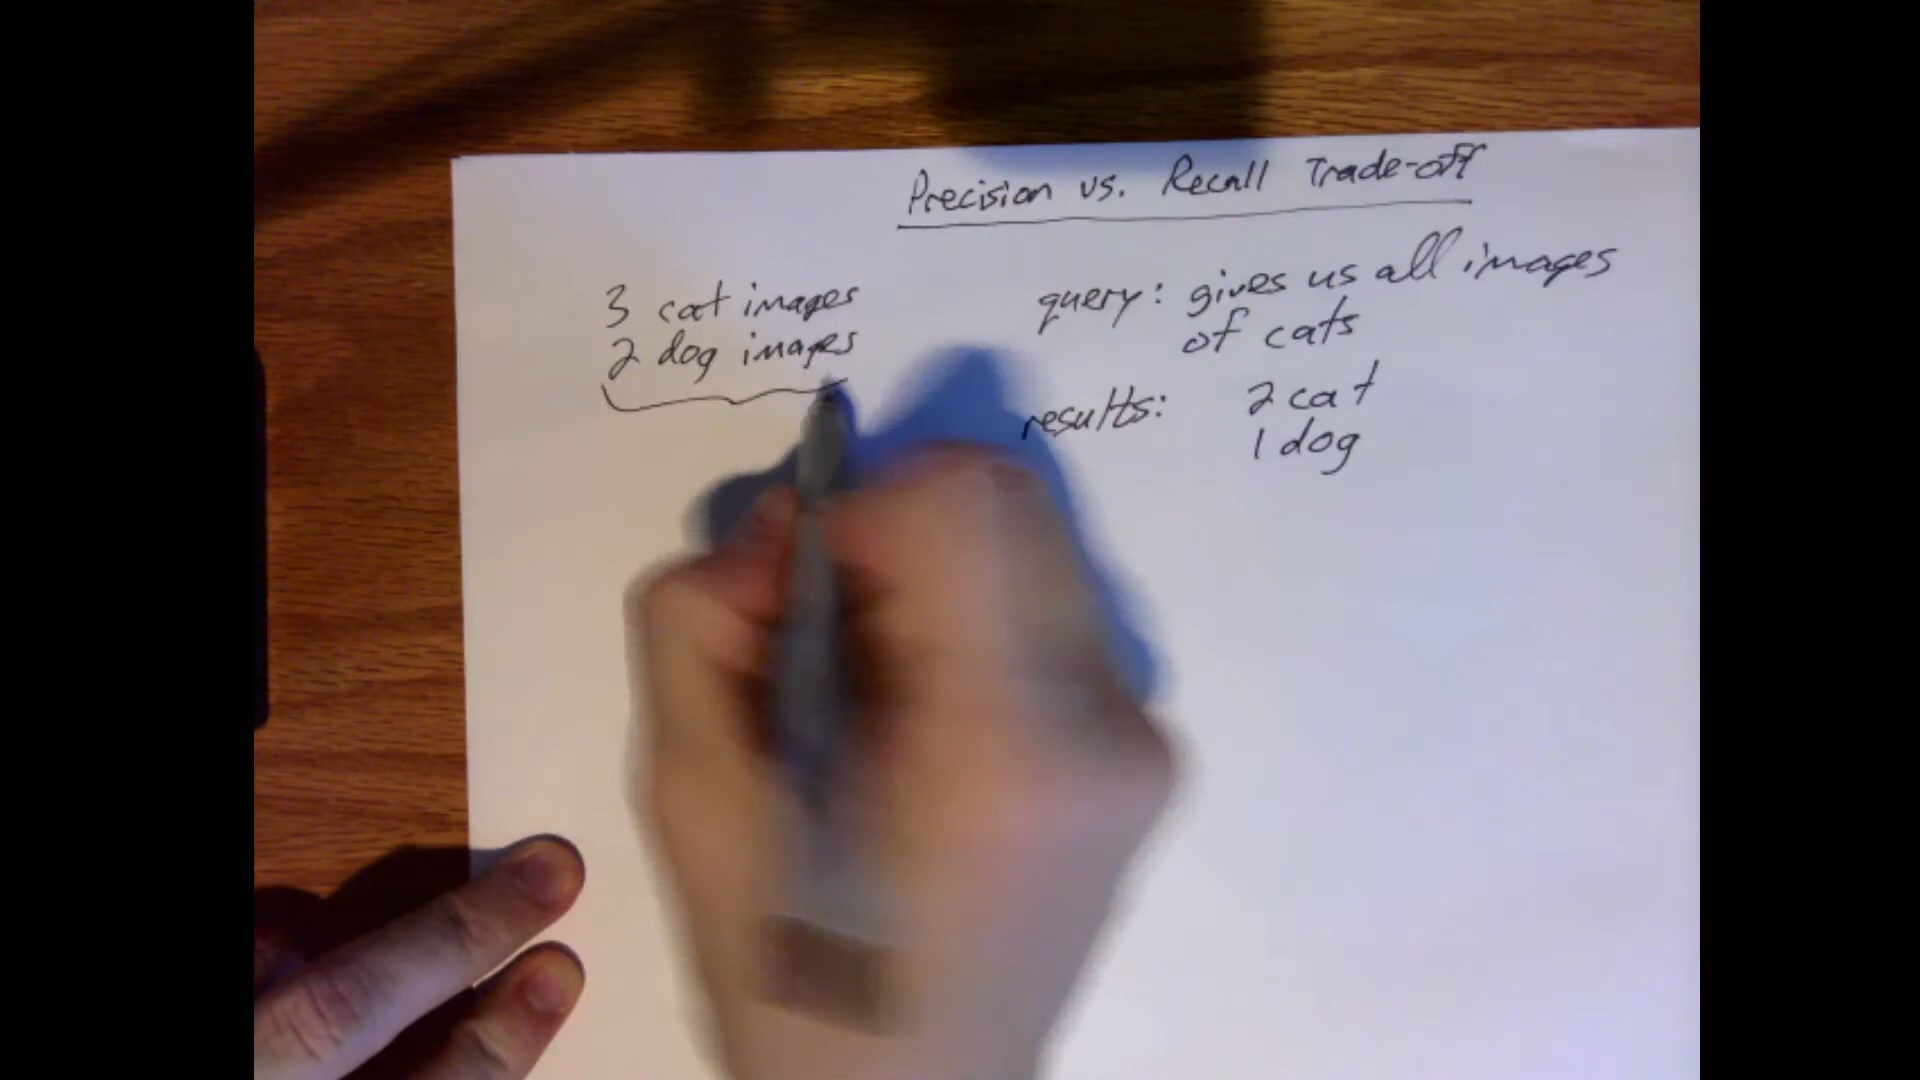 Precision vs. Recall Trade-off
3 cat images
2 dog images
query: gives us all images
of cats
results: 2 cat
1 dog